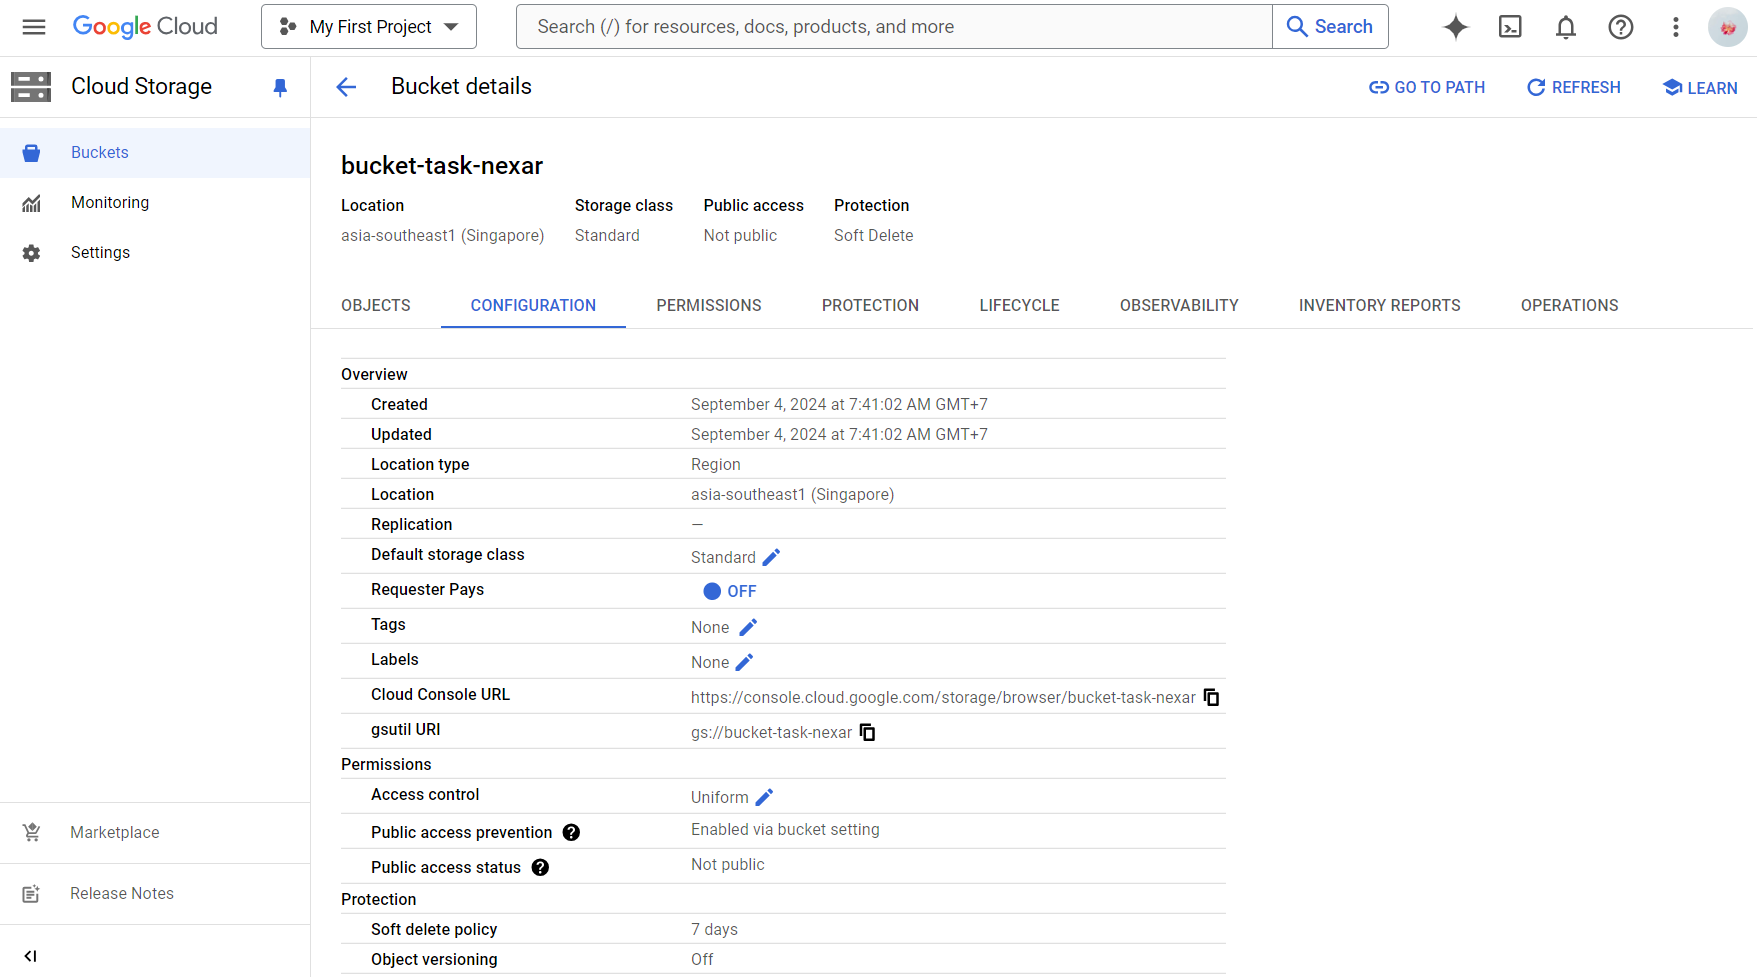 Google Cloud
My First Project
Search (/) for resources, docs, products, and more
Search
Cloud Storage
Bucket details
GO TO PATH
REFRESH
LEARN
Buckets
Monitoring
Settings
Marketplace
Release Notes
bucket-task-nexar
Location Storage class Public access Protection
asia-southeast1 (Singapore) Standard Not public Soft Delete
OBJECTS CONFIGURATION PERMISSIONS PROTECTION LIFECYCLE OBSERVABILITY INVENTORY REPORTS OPERATIONS
Overview
Created September 4, 2024 at 7:41:02 AM GMT+7
Updated September 4, 2024 at 7:41:02 AM GMT+7
Location type Region
Location asia-southeast1 (Singapore)
Replication —
Default storage class Standard
Requester Pays OFF
Tags None
Labels None
Cloud Console URL https://console.cloud.google.com/storage/browser/bucket-task-nexar
gsutil URI gs://bucket-task-nexar
Permissions
Access control Uniform
Public access prevention Enabled via bucket setting
Public access status Not public
Protection
Soft delete policy 7 days
Object versioning Off